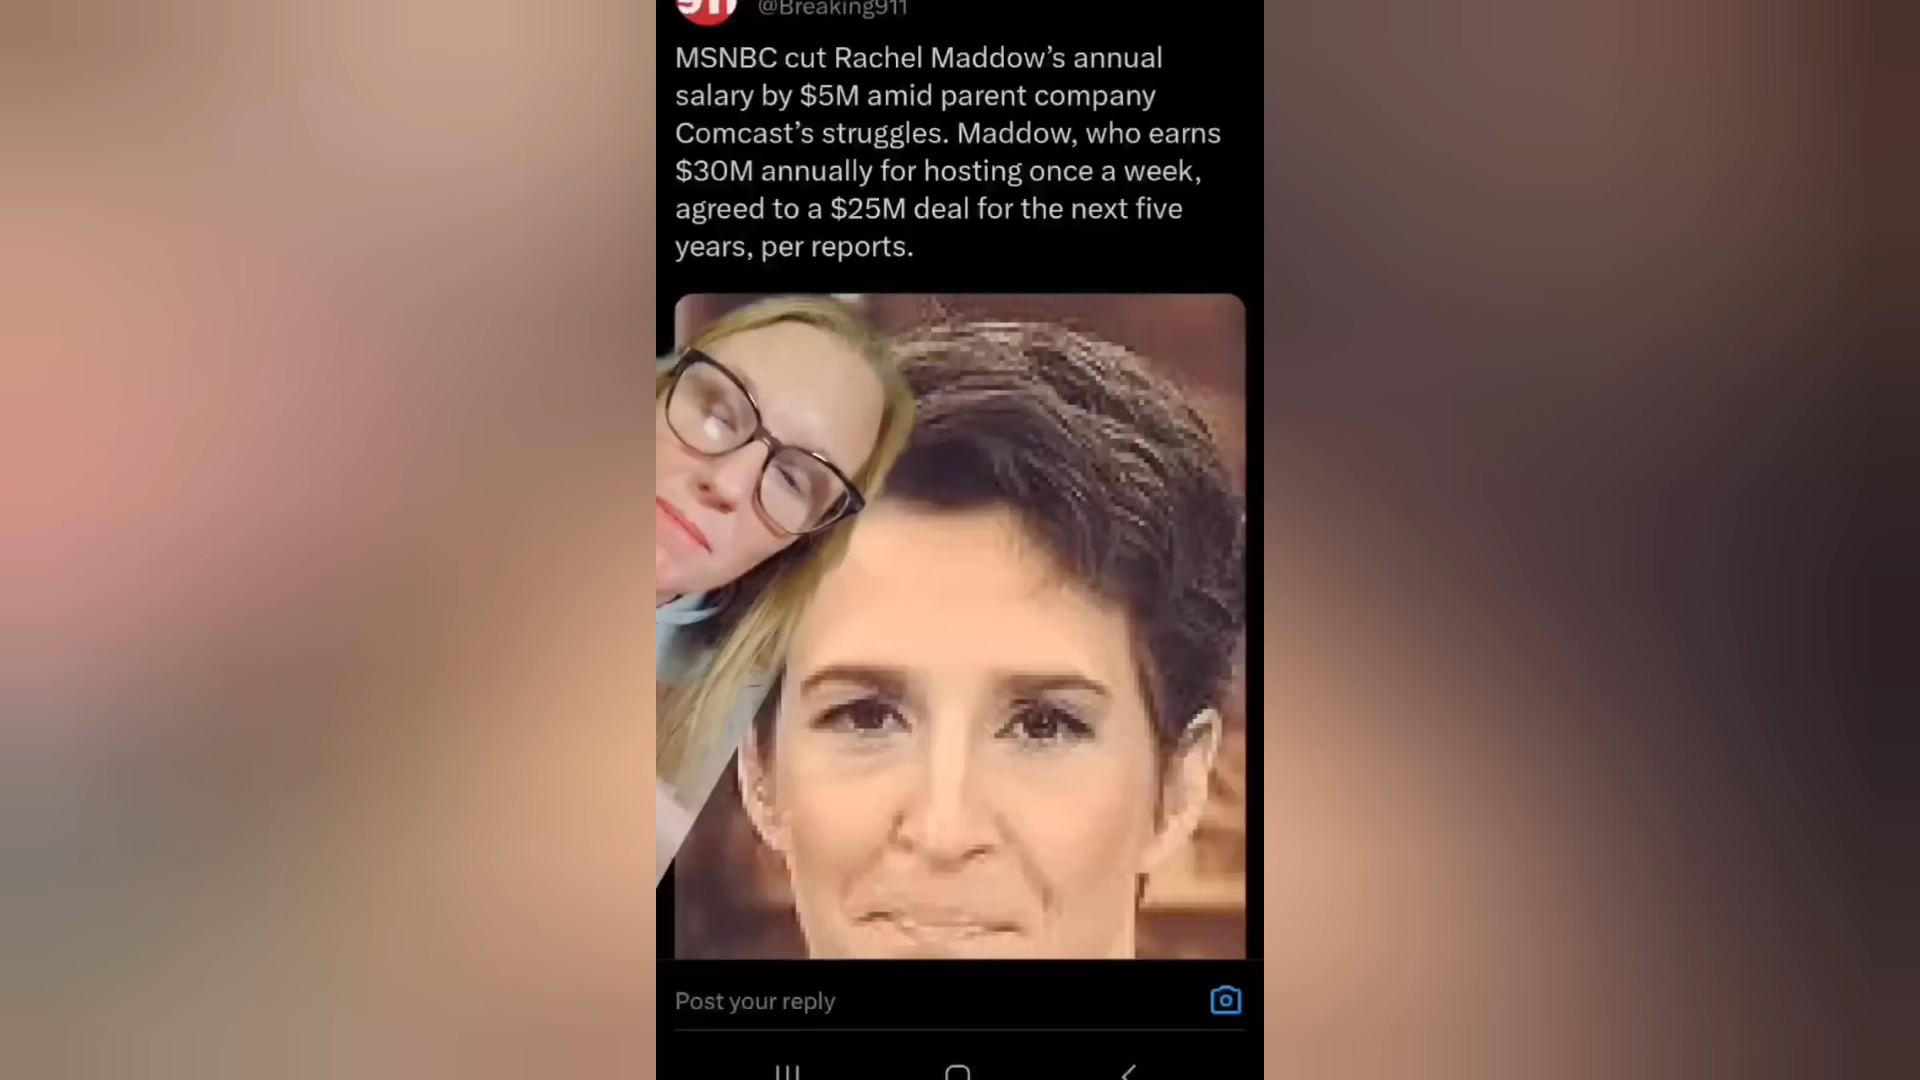 911
@Breaking911
MSNBC cut Rachel Maddow’s annual
salary by $5M amid parent company
Comcast’s struggles. Maddow, who earns
$30M annually for hosting once a week,
agreed to a $25M deal for the next five
years, per reports.
Post your reply